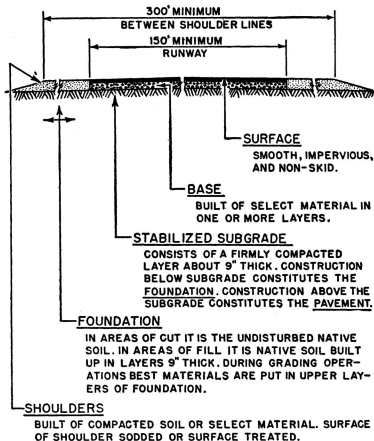 300' MINIMUM
BETWEEN SHOULDER LINES
150' MINIMUM
RUNWAY
SURFACE
SMOOTH, IMPERVIOUS,
AND NON-SKID.
BASE
BUILT OF SELECT MATERIAL IN
ONE OR MORE LAYERS.
STABILIZED SUBGRADE
CONSISTS OF A FIRMLY COMPACTED
LAYER ABOUT 9" THICK. CONSTRUCTION
BELOW SUBGRADE CONSTITUTES THE
FOUNDATION. CONSTRUCTION ABOVE THE
SUBGRADE CONSTITUTES THE PAVEMENT.
FOUNDATION
IN AREAS OF CUT IT IS THE UNDISTURBED NATIVE
SOIL. IN AREAS OF FILL IT IS NATIVE SOIL BUILT
UP IN LAYERS 9" THICK. DURING GRADING OPER-
ATIONS BEST MATERIALS ARE PUT IN UPPER LAY-
ERS OF FOUNDATION.
SHOULDERS
BUILT OF COMPACTED SOIL OR SELECT MATERIAL. SURFACE
OF SHOULDER SODDED OR SURFACE TREATED.